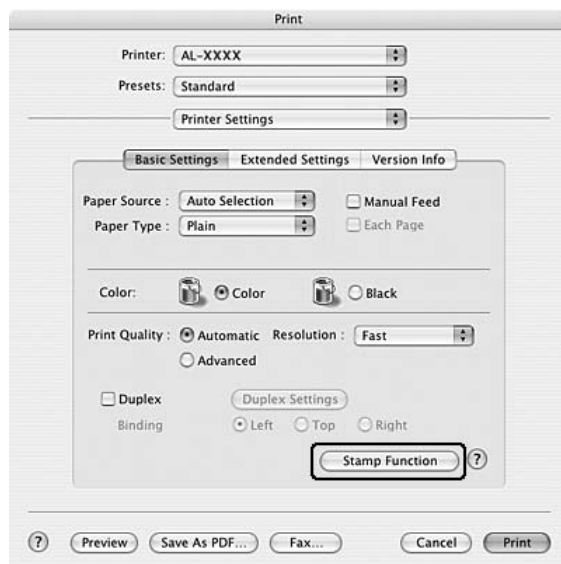 Print
Printer: AL-XXXX
Presets: Standard
Printer Settings
Basic Settings Extended Settings Version Info
Paper Source : Auto Selection Manual Feed
Paper Type : Plain Each Page
Color: Color Black
Print Quality : Automatic Resolution : Fast
Advanced
Duplex Duplex Settings
Binding Left Top Right
Stamp Function ?
? Preview Save As PDF... Fax... Cancel Print